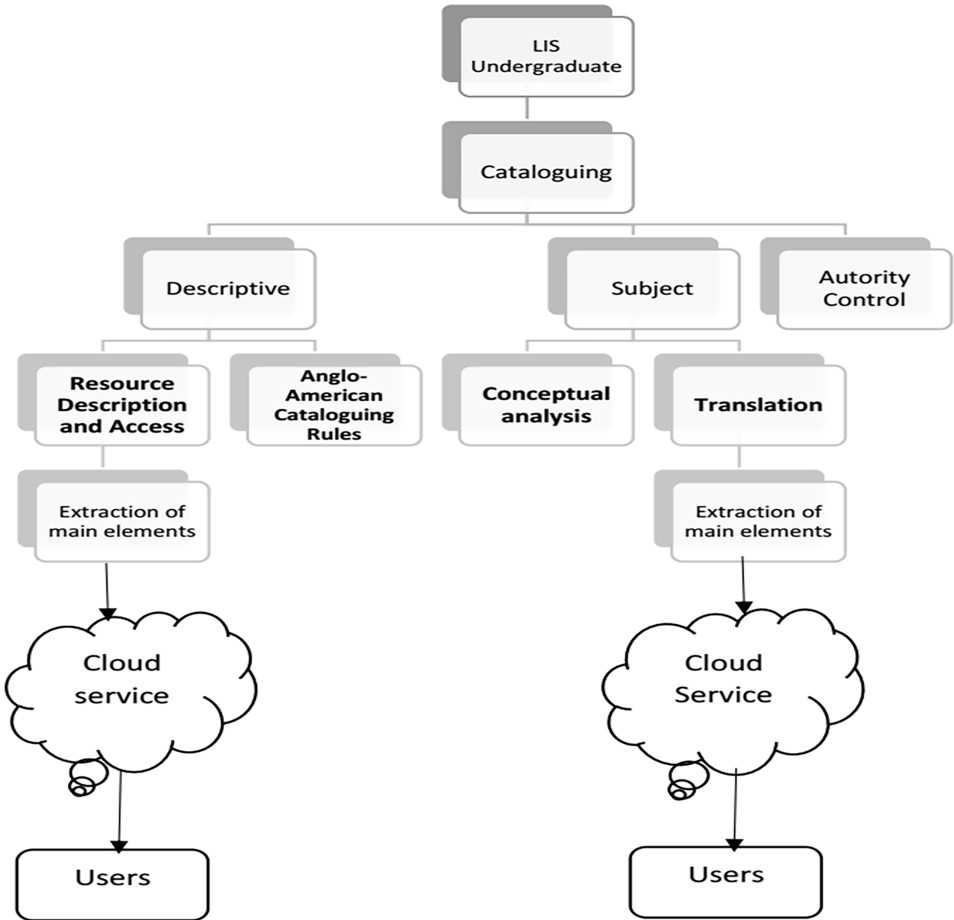 LIS
Undergraduate
Cataloguing
Descriptive
Subject
Autority
Control
Resource
Description
and Access
Anglo-
American
Cataloguing
Rules
Conceptual
analysis
Translation
Extraction of
main elements
Extraction of
main elements
Cloud
service
Cloud
Service
Users
Users